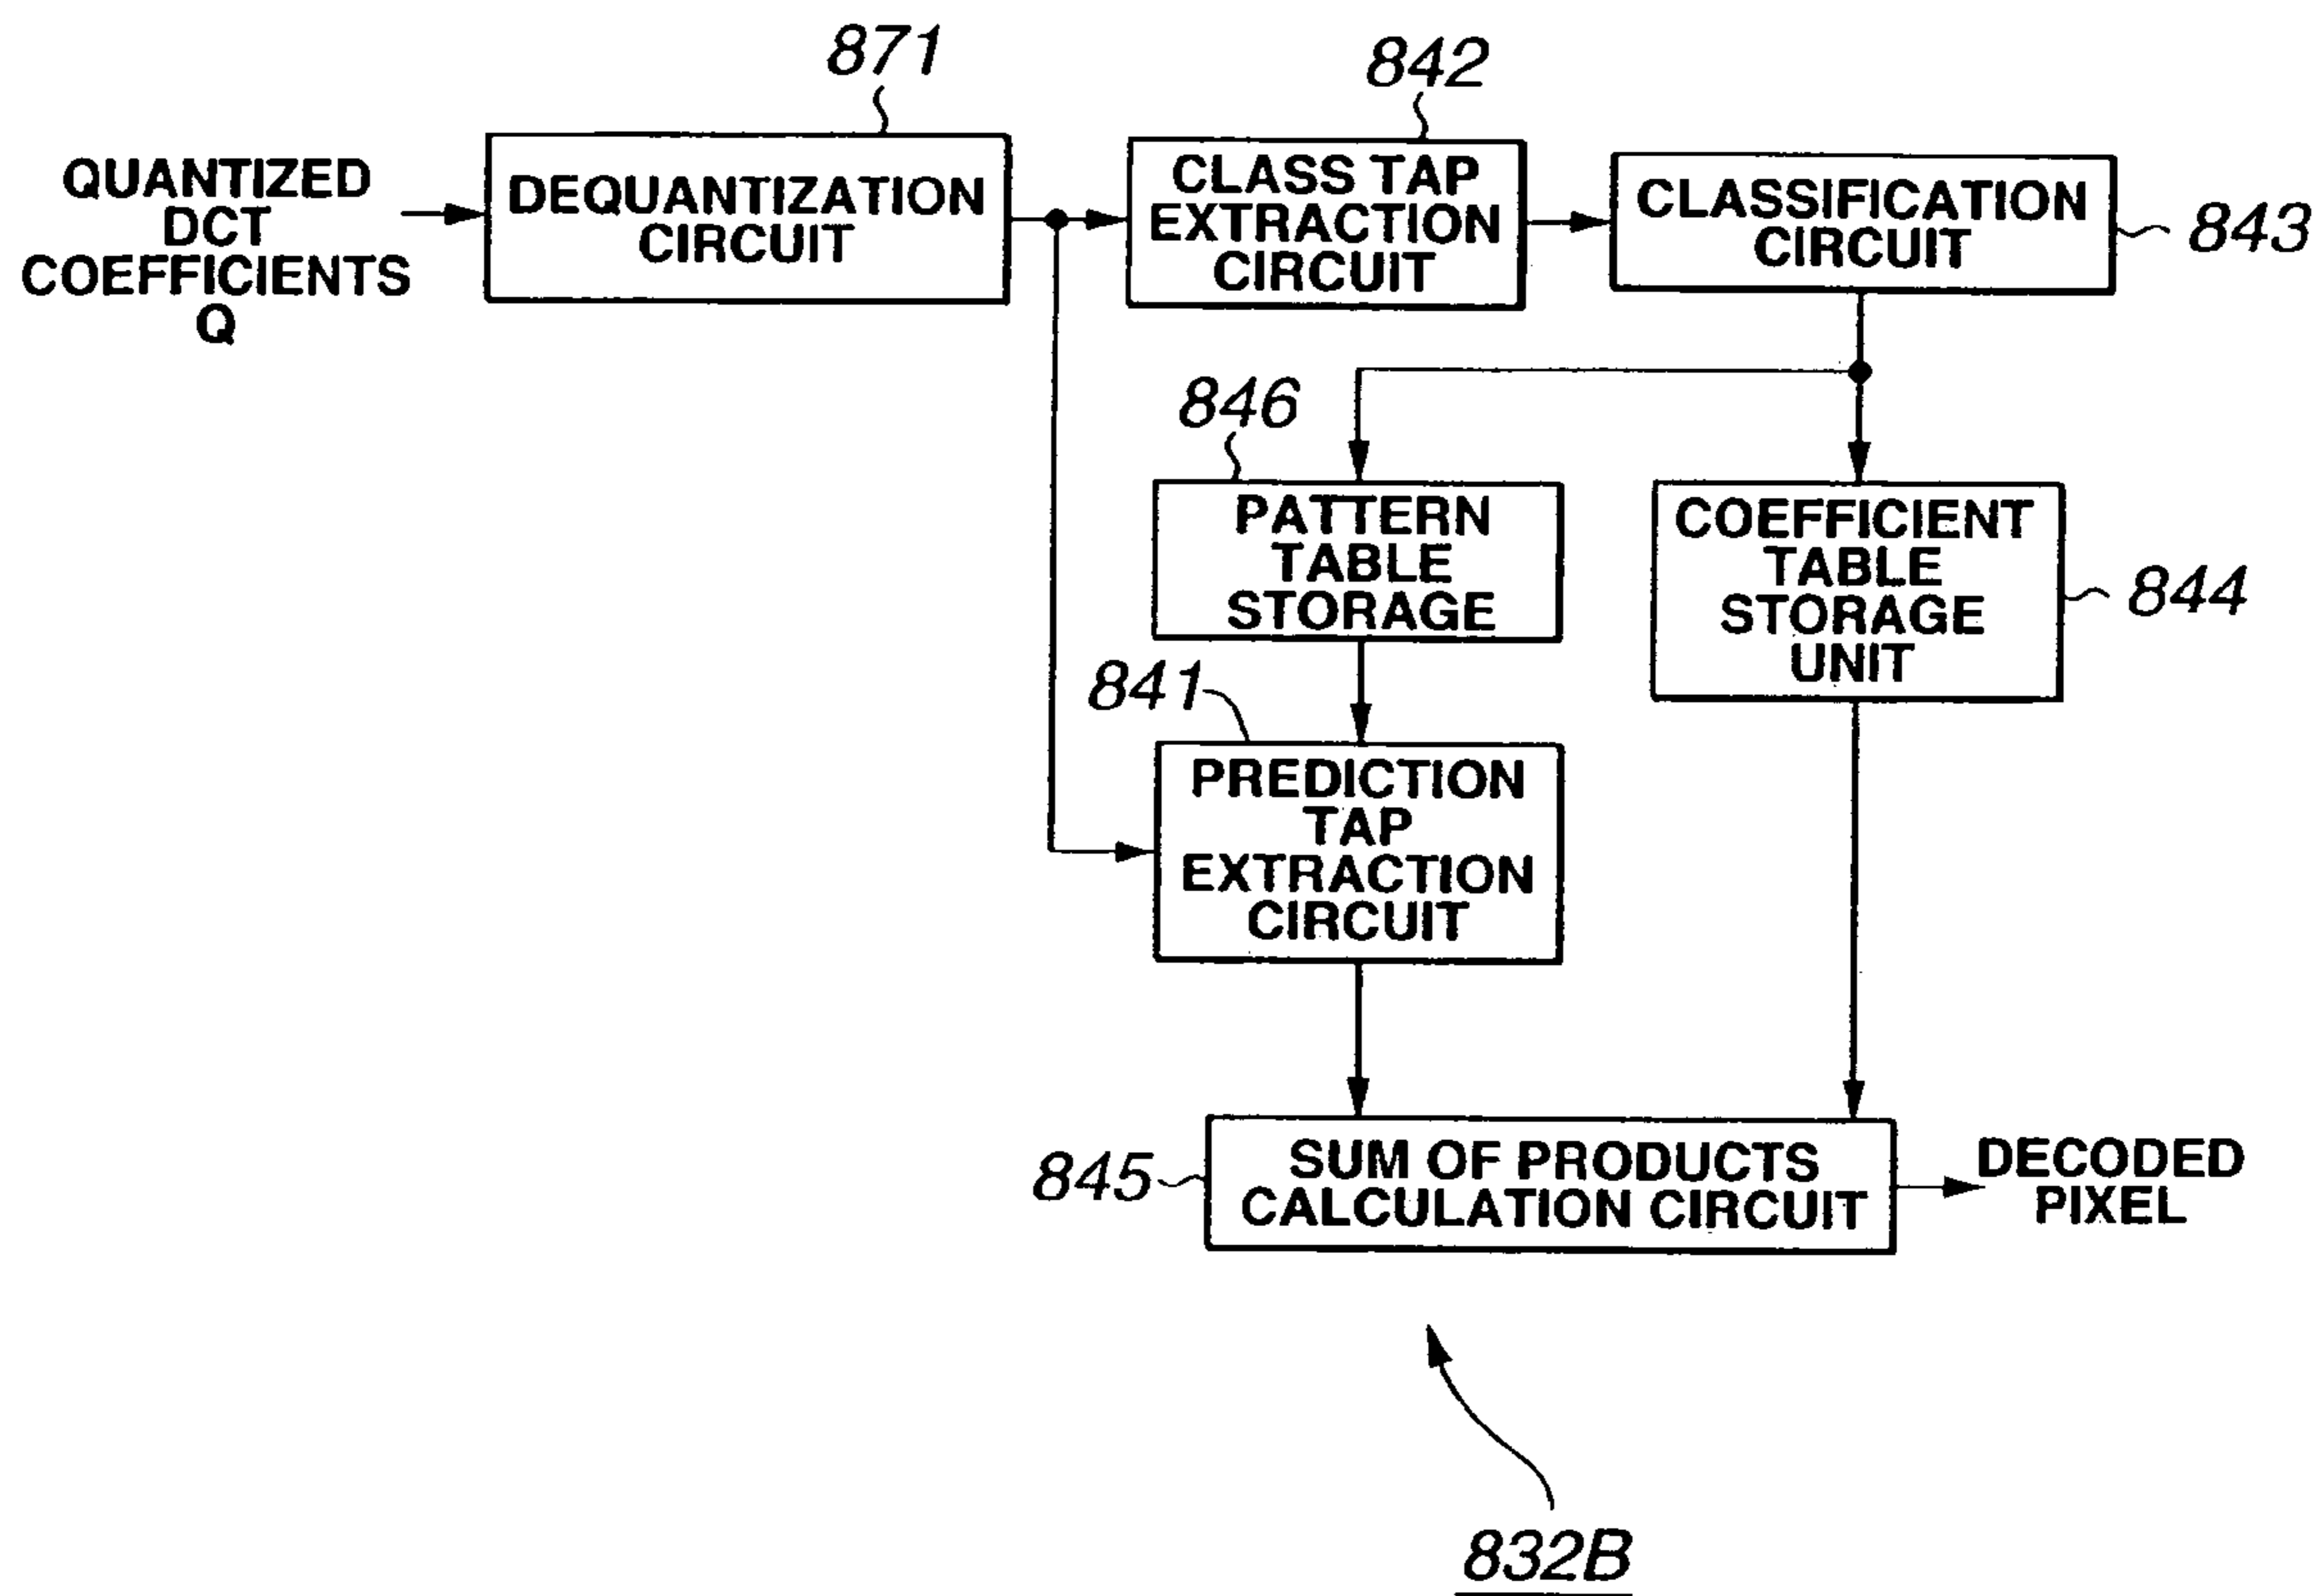 871
842
QUANTIZED
DCT
COEFFICIENTS
Q
DEQUANTIZATION
CIRCUIT
CLASS TAP
EXTRACTION
CIRCUIT
CLASSIFICATION
CIRCUIT
843
846
PATTERN
TABLE
STORAGE
COEFFICIENT
TABLE
STORAGE
UNIT
844
841
PREDICTION
TAP
EXTRACTION
CIRCUIT
845
SUM OF PRODUCTS
CALCULATION CIRCUIT
DECODED
PIXEL
832B